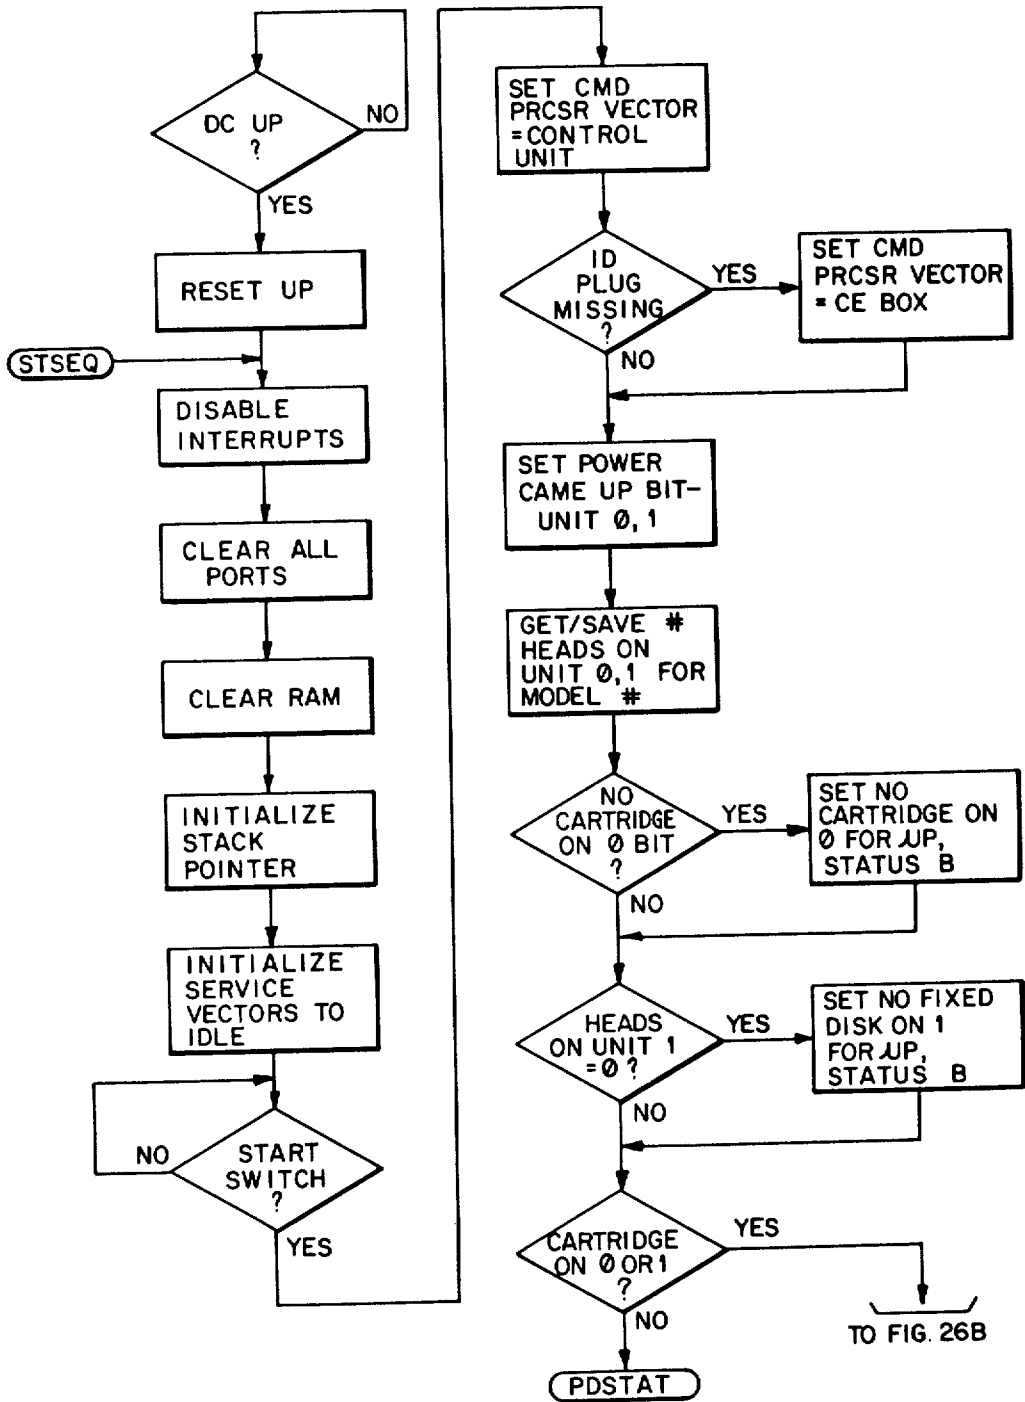 DC UP
?
NO
YES
RESET UP
STSEQ
DISABLE
INTERRUPTS
CLEAR ALL
PORTS
CLEAR RAM
INITIALIZE
STACK
POINTER
INITIALIZE
SERVICE
VECTORS TO
IDLE
NO
START
SWITCH
?
YES
SET CMD
PRCSR VECTOR
=CONTROL
UNIT
ID
PLUG
MISSING
?
YES
NO
SET CMD
PRCSR VECTOR
= CE BOX
SET POWER
CAME UP BIT-
UNIT 0, 1
GET/SAVE #
HEADS ON
UNIT 0,1 FOR
MODEL #
NO
CARTRIDGE
ON 0 BIT
?
YES
NO
SET NO
CARTRIDGE ON
0 FOR µP,
STATUS B
HEADS
ON UNIT 1
=0 ?
YES
NO
SET NO FIXED
DISK ON 1
FOR µP,
STATUS B
CARTRIDGE
ON 0 OR 1
?
YES
NO
TO FIG. 26B
PDSTAT